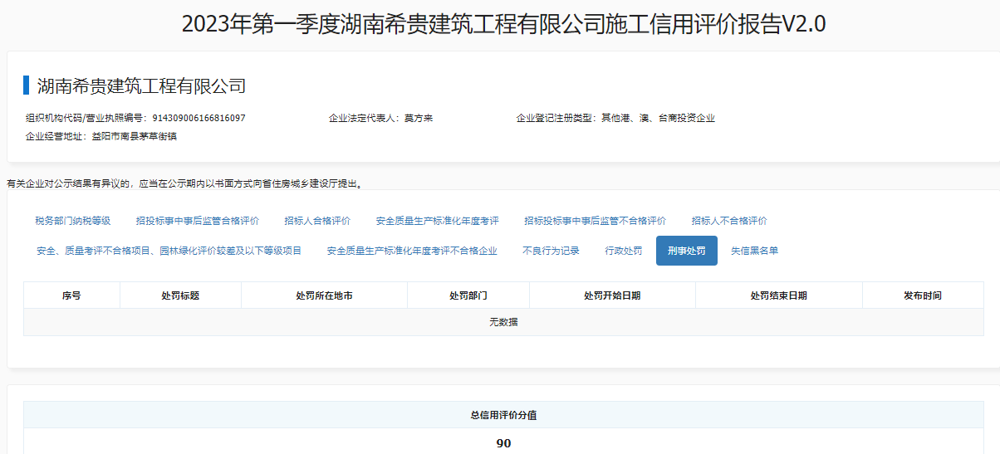 2023年第一季度湖南希贵建筑工程有限公司施工信用评价报告V2.0
湖南希贵建筑工程有限公司
组织机构代码/营业执照编号：914309006166816097 企业法定代表人：莫方来 企业登记注册类型：其他港、澳、台商投资企业
企业经营地址：益阳市南县茅草街镇
有关企业对公示结果有异议的，应当在公示期内以书面方式向省住房城乡建设厅提出。
税务部门纳税等级 招投标事中事后监管合格评价 招标人合格评价 安全质量生产标准化年度考评 招标投标事中事后监管不合格评价 招标人不合格评价
安全、质量考评不合格项目、园林绿化评价较差及以下等级项目 安全质量生产标准化年度考评不合格企业 不良行为记录 行政处罚 刑事处罚 失信黑名单
序号 处罚标题 处罚所在地市 处罚部门 处罚开始日期 处罚结束日期 发布时间
无数据
总信用评价分值
90